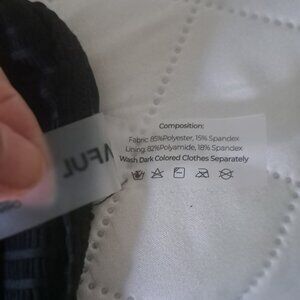 Composition:
Fabric: 85%Polyester, 15% Spandex
Lining: 82%Polyamide, 18% Spandex
Wash Dark Colored Clothes Separately